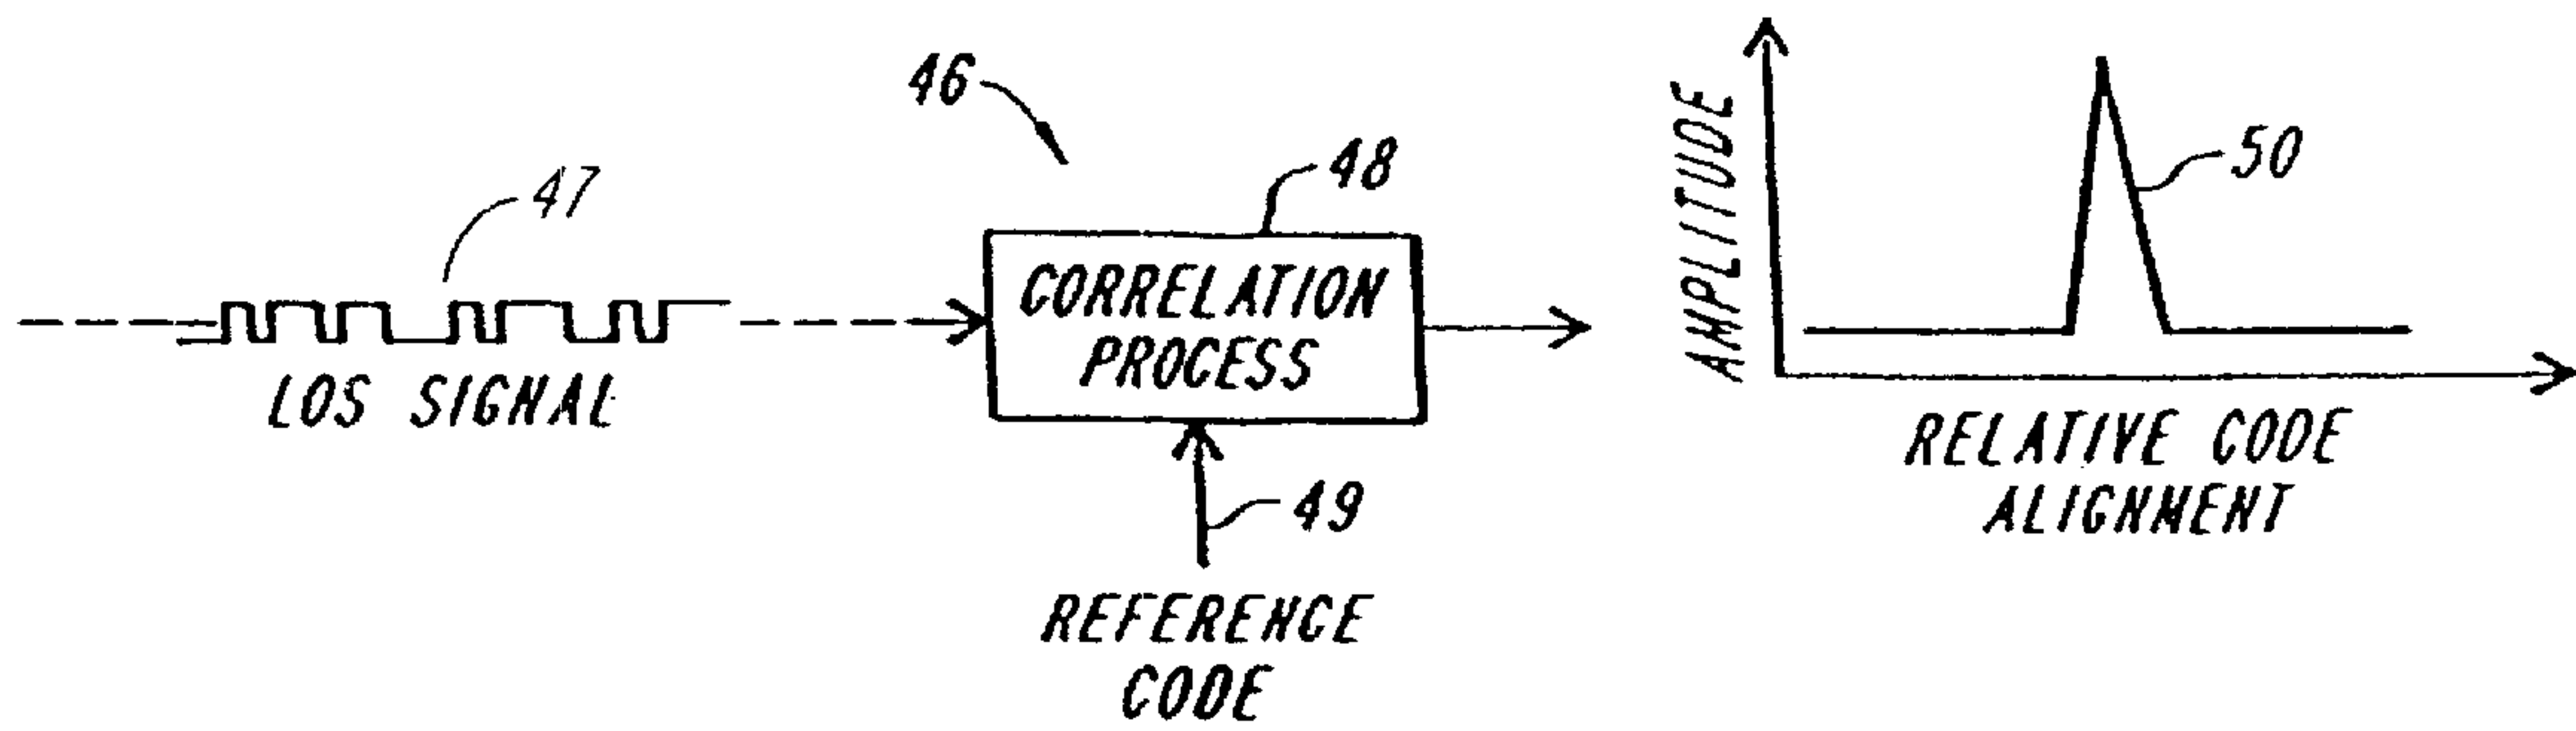 46
47
48
50
LOS SIGNAL
CORRELATION
PROCESS
49
REFERENCE
CODE
AMPLITUDE
RELATIVE CODE
ALIGNMENT